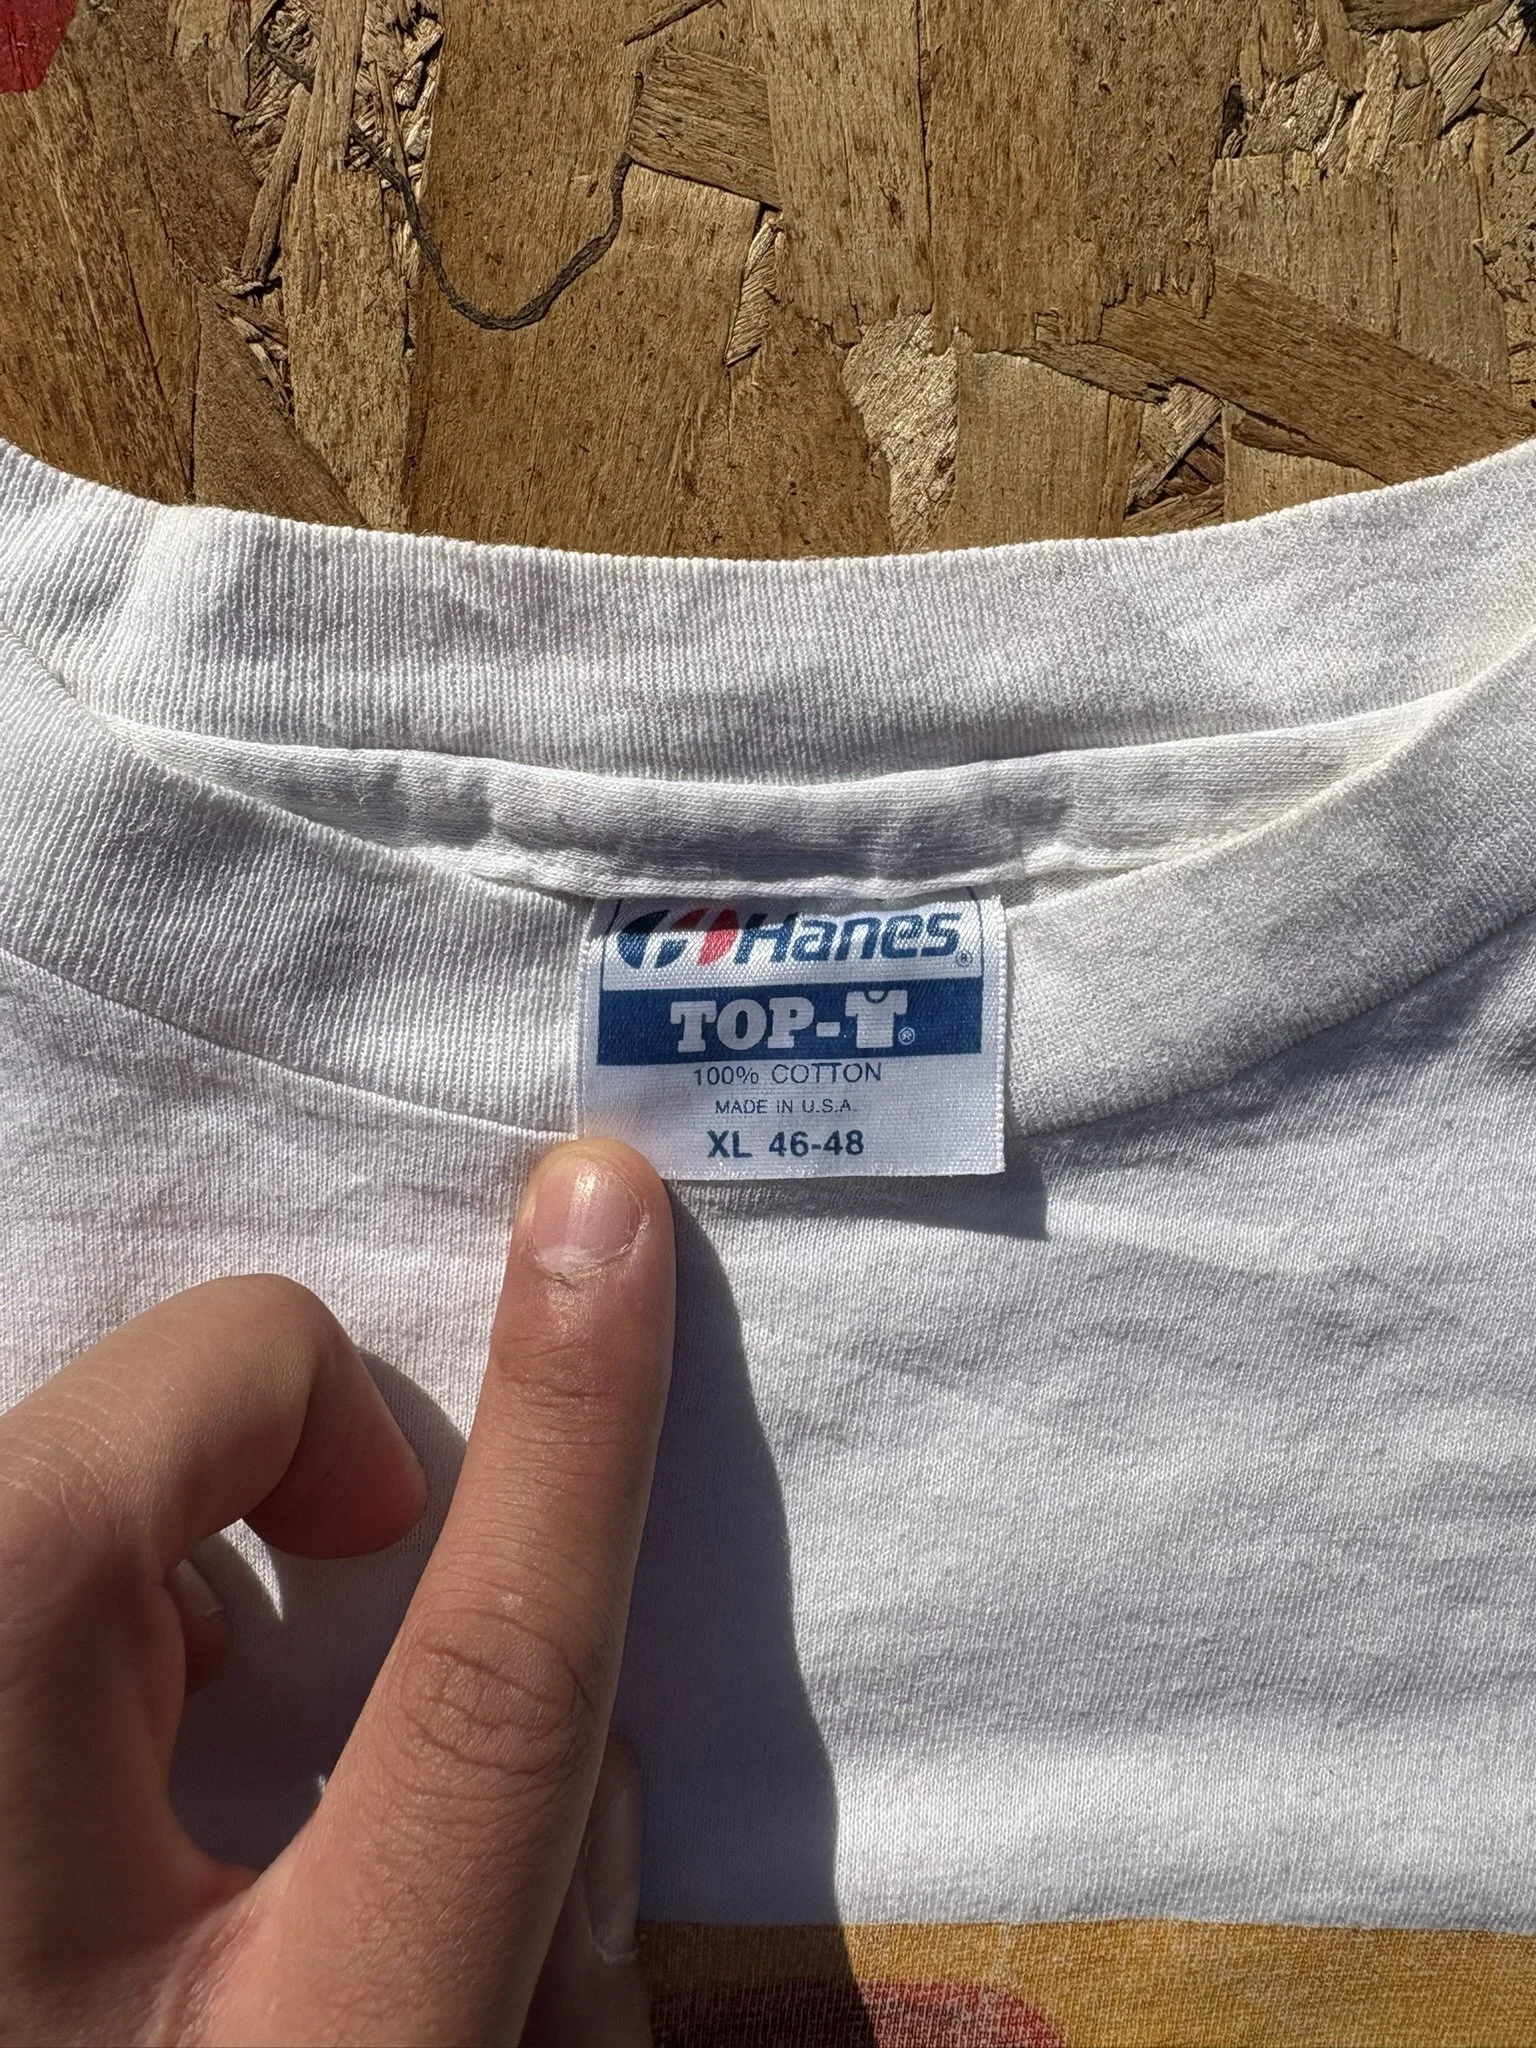 Hanes®
TOP-T®
100% COTTON
MADE IN U.S.A.
XL 46-48